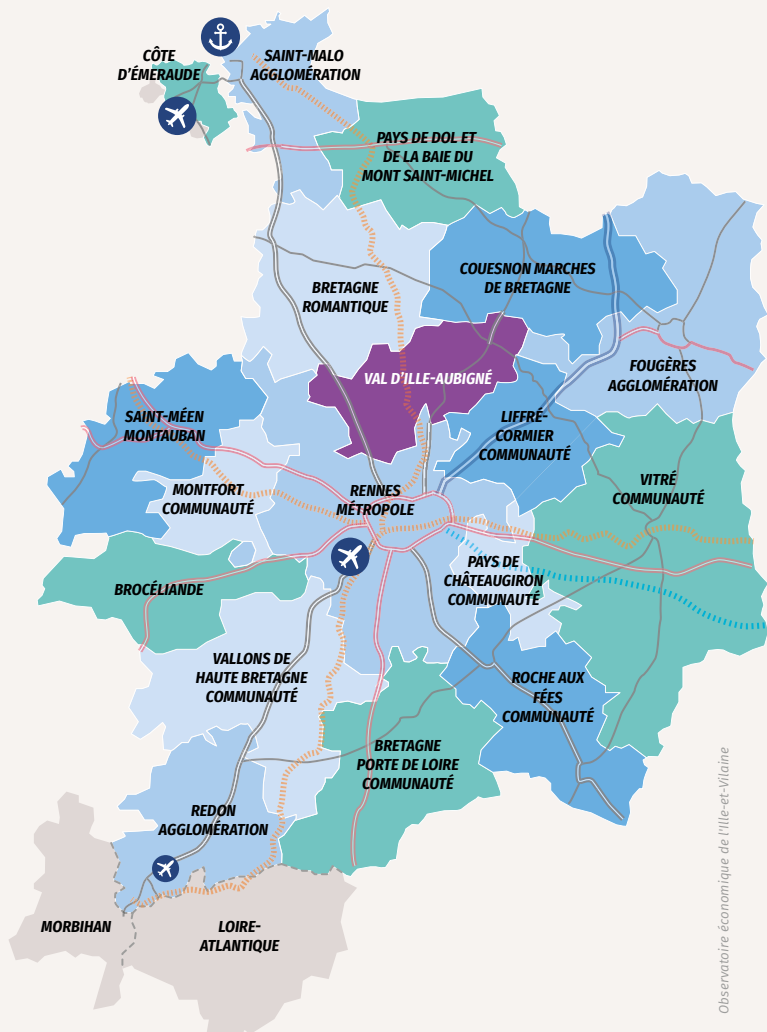 CÔTE
D'ÉMERAUDE
SAINT-MALO
AGGLOMÉRATION
PAYS DE DOL ET
DE LA BAIE DU
MONT SAINT-MICHEL
COUESNON MARCHES
DE BRETAGNE
BRETAGNE
ROMANTIQUE
FOUGÈRES
AGGLOMÉRATION
VAL D'ILLE-AUBIGNÉ
SAINT-MÉEN
MONTAUBAN
LIFFRÉ-
CORMIER
COMMUNAUTÉ
MONTFORT
COMMUNAUTÉ
RENNES
MÉTROPOLE
VITRÉ
COMMUNAUTÉ
BROCÉLIANDE
PAYS DE
CHÂTEAUGIRON
COMMUNAUTÉ
VALLONS DE
HAUTE BRETAGNE
COMMUNAUTÉ
ROCHE AUX
FÉES
COMMUNAUTÉ
BRETAGNE
PORTE DE LOIRE
COMMUNAUTÉ
REDON
AGGLOMÉRATION
MORBIHAN
LOIRE-
ATLANTIQUE
Observatoire économique de l'Ille-et-Vilaine